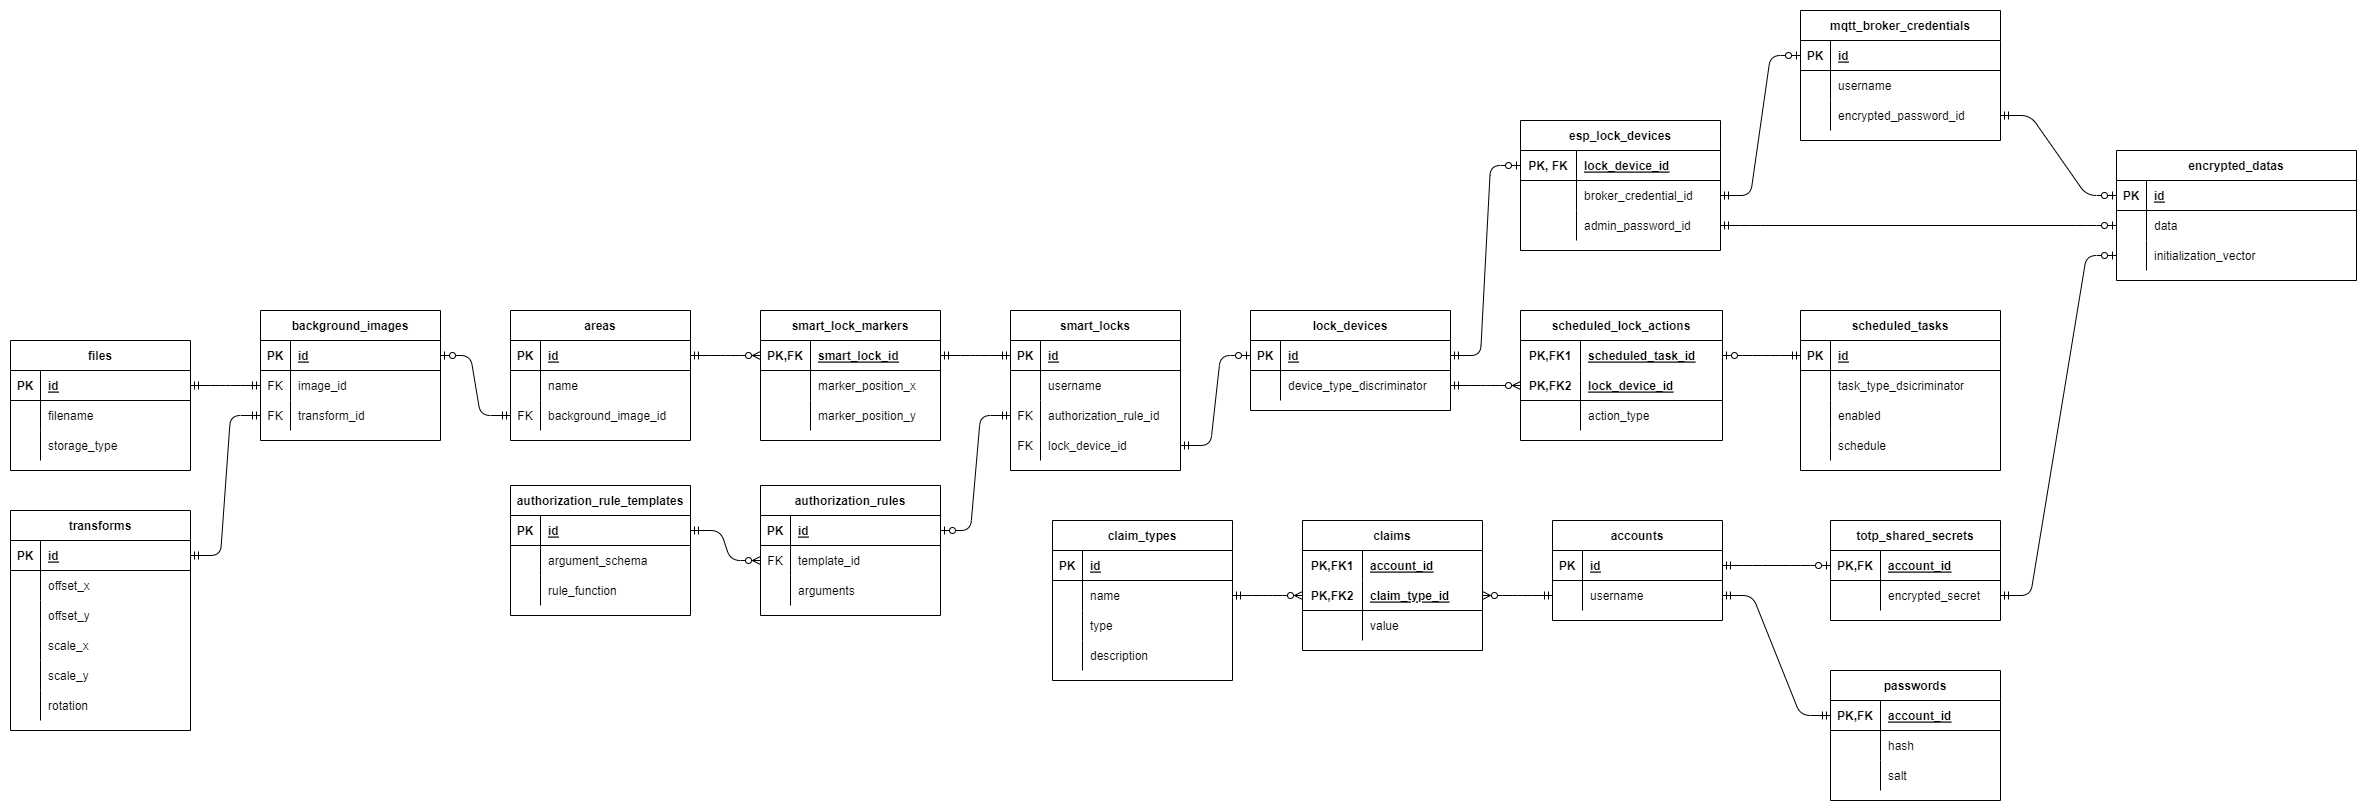 mqtt_broker_credentials
PK id
username
encrypted_password_id
esp_lock_devices
PK, FK lock_device_id
broker_credential_id
admin_password_id
encrypted_datas
PK id
data
initialization_vector
files
PK id
filename
storage_type
background_images
PK id
FK image_id
FK transform_id
areas
PK id
name
FK background_image_id
smart_lock_markers
PK,FK smart_lock_id
marker_position_x
marker_position_y
smart_locks
PK id
username
FK authorization_rule_id
FK lock_device_id
lock_devices
PK id
device_type_discriminator
scheduled_lock_actions
PK,FK1 scheduled_task_id
PK,FK2 lock_device_id
action_type
scheduled_tasks
PK id
task_type_dsicriminator
enabled
schedule
transforms
PK id
offset_x
offset_y
scale_x
scale_y
rotation
authorization_rule_templates
PK id
argument_schema
rule_function
authorization_rules
PK id
FK template_id
arguments
claim_types
PK id
name
type
description
claims
PK,FK1 account_id
PK,FK2 claim_type_id
value
accounts
PK id
username
totp_shared_secrets
PK,FK account_id
encrypted_secret
passwords
PK,FK account_id
hash
salt